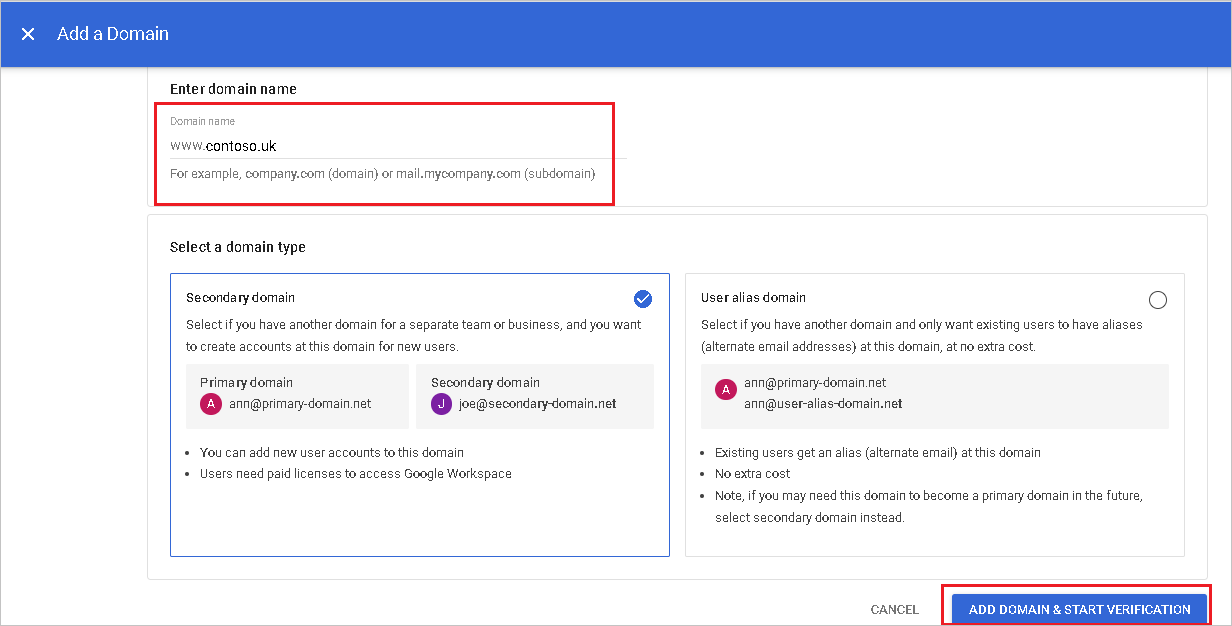 Add a Domain
Enter domain name
Domain name
www.contoso.uk
For example, company.com (domain) or mail.mycompany.com (subdomain)
Select a domain type
Secondary domain
Select if you have another domain for a separate team or business, and you want
to create accounts at this domain for new users.
Primary domain
A ann@primary-domain.net
Secondary domain
J joe@secondary-domain.net
You can add new user accounts to this domain
Users need paid licenses to access Google Workspace
User alias domain
Select if you have another domain and only want existing users to have aliases
(alternate email addresses) at this domain, at no extra cost.
A ann@primary-domain.net
ann@user-alias-domain.net
Existing users get an alias (alternate email) at this domain
No extra cost
Note, if you may need this domain to become a primary domain in the future,
select secondary domain instead.
CANCEL
ADD DOMAIN & START VERIFICATION